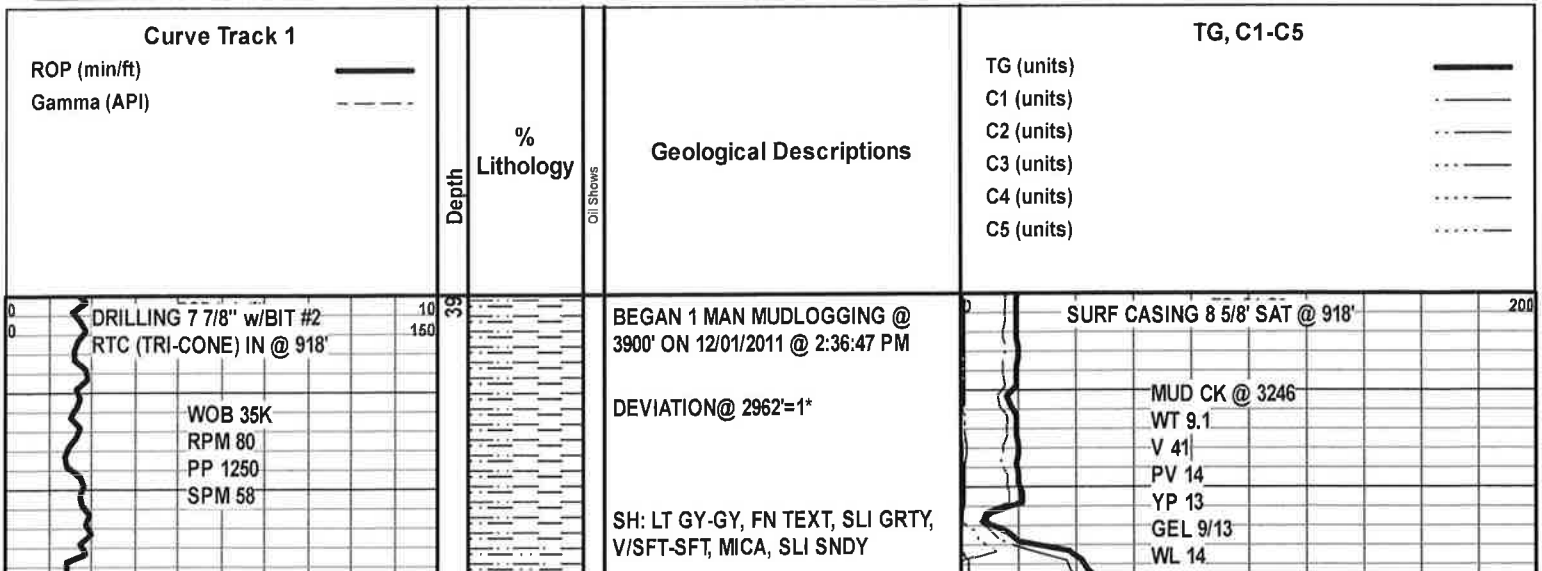 Curve Track 1
ROP (min/ft)
Gamma (API)
Depth
%
Lithology
Oil Shows
Geological Descriptions
TG, C1-C5
TG (units)
C1 (units)
C2 (units)
C3 (units)
C4 (units)
C5 (units)
0 10
0 150
DRILLING 7 7/8" w/BIT #2
RTC (TRI-CONE) IN @ 918'
WOB 35K
RPM 80
PP 1250
SPM 58
39
BEGAN 1 MAN MUDLOGGING @
3900' ON 12/01/2011 @ 2:36:47 PM
DEVIATION@ 2962'=1*
SH: LT GY-GY, FN TEXT, SLI GRTY,
V/SFT-SFT, MICA, SLI SNDY
0 200
SURF CASING 8 5/8' SAT @ 918'
MUD CK @ 3246
WT 9.1
V 41
PV 14
YP 13
GEL 9/13
WL 14